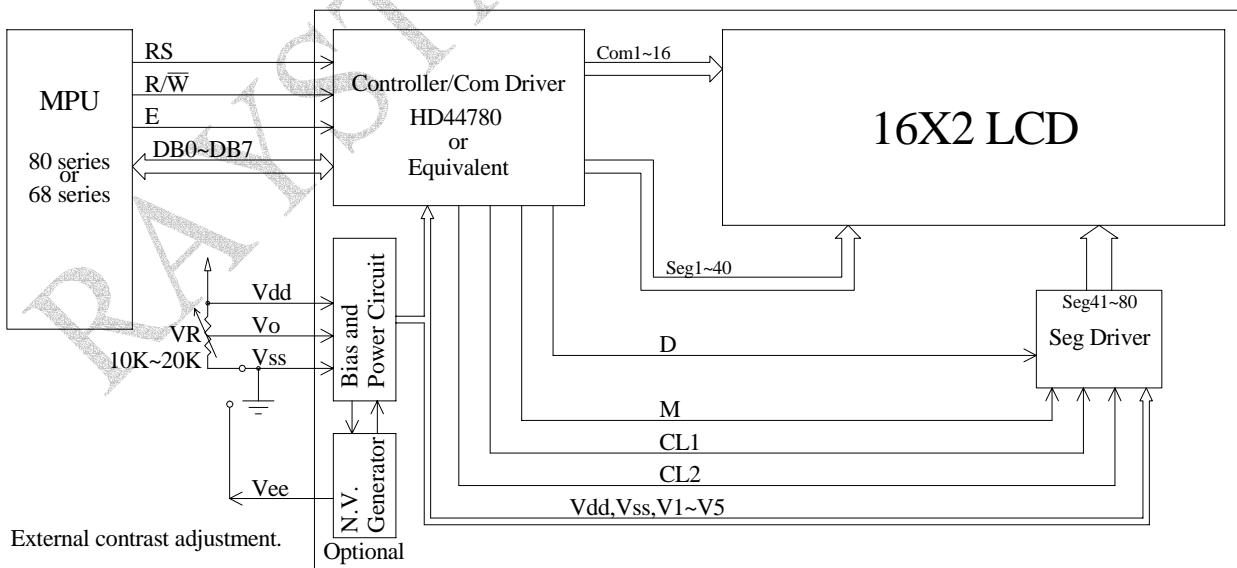 RAYSTA
MPU
80 series
or
68 series
RS
R/W̅
E
DB0~DB7
Controller/Com Driver
HD44780
or
Equivalent
Com1~16
16X2 LCD
Seg1~40
Seg41~80
Seg Driver
Vdd
Vo
Vss
VR
10K~20K
Bias and
Power Circuit
D
M
CL1
CL2
Vdd,Vss,V1~V5
Vee
N.V.
Generator
Optional
External contrast adjustment.